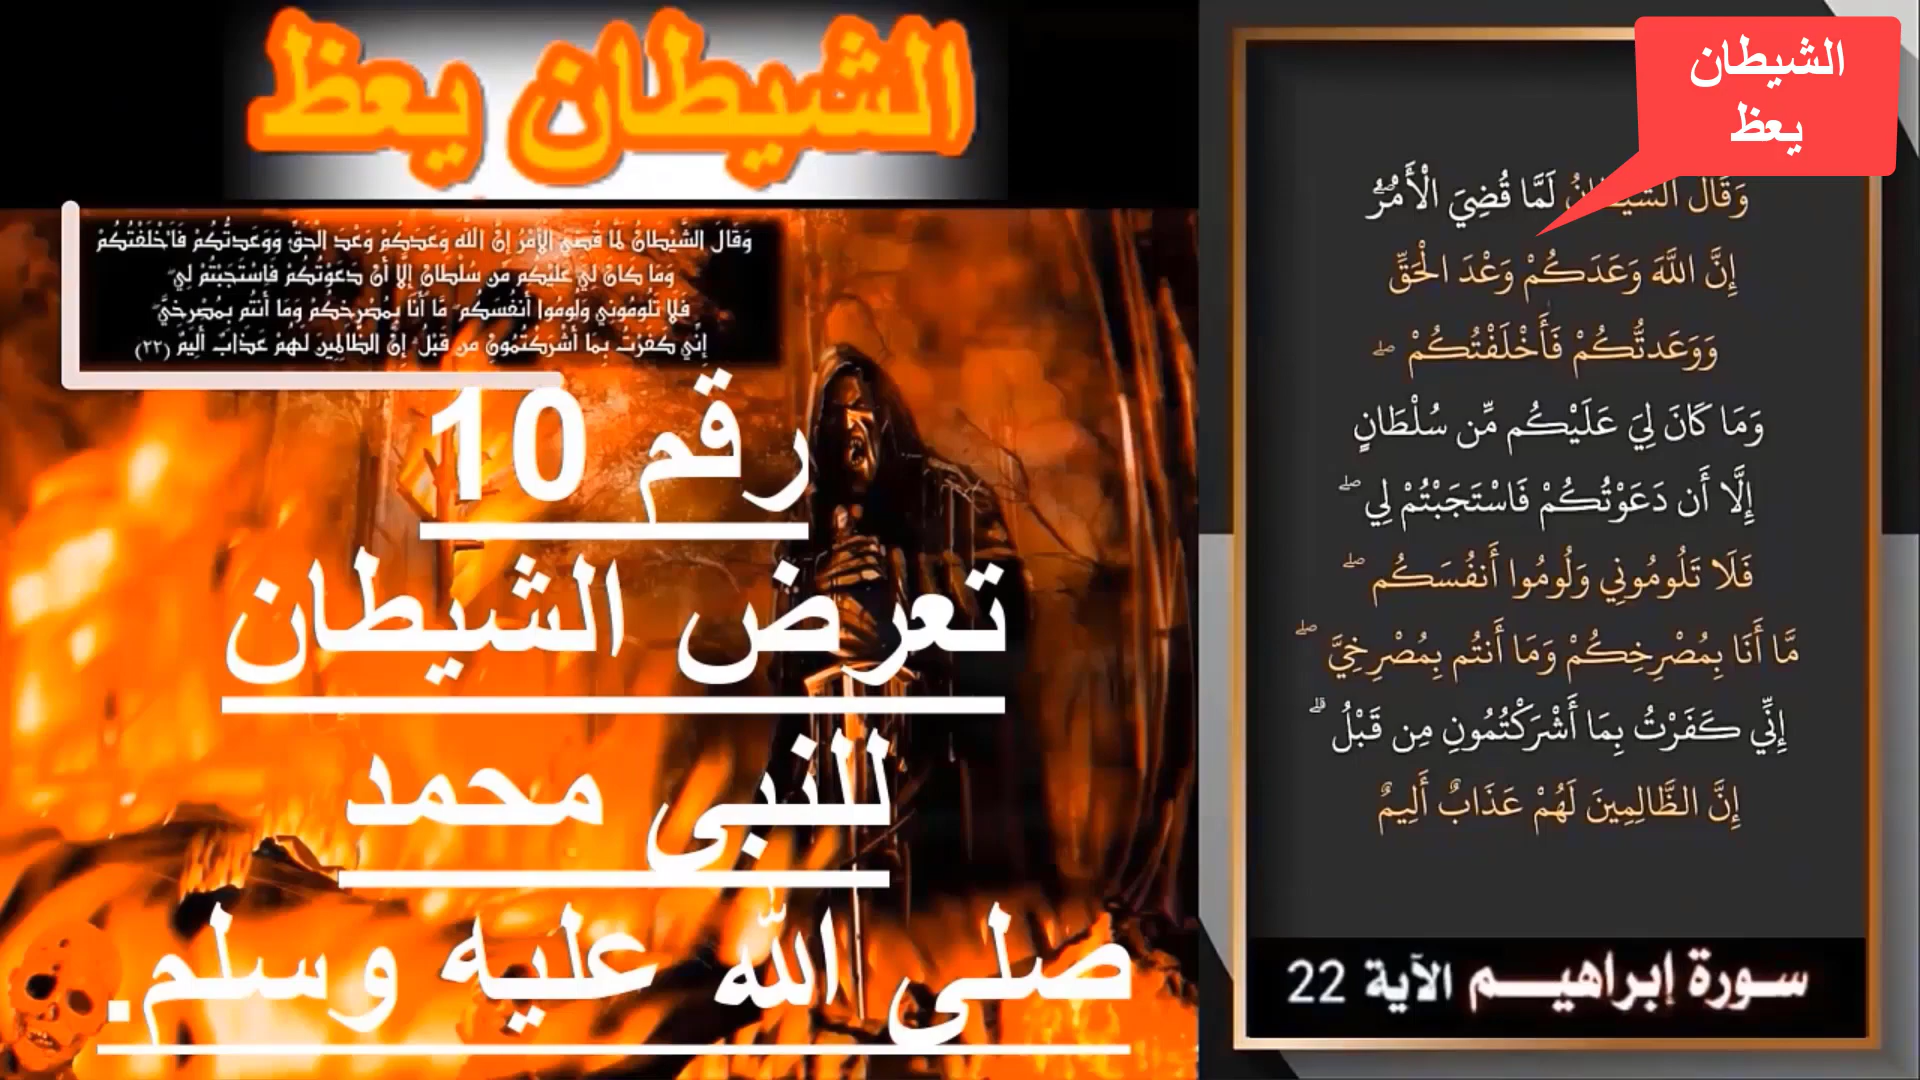 الشيطان يعظ
وَقَالَ الشَّيْطَانُ لَمَّا قُضِيَ الْأَمْرُ إِنَّ اللَّهَ وَعَدَكُمْ وَعْدَ الْحَقِّ وَوَعَدتُّكُمْ فَأَخْلَفْتُكُمْ
وَمَا كَانَ لِيَ عَلَيْكُم مِّن سُلْطَانٍ إِلَّا أَن دَعَوْتُكُمْ فَاسْتَجَبْتُمْ لِي
فَلَا تَلُومُونِي وَلُومُوا أَنفُسَكُم مَّا أَنَا بِمُصْرِخِكُمْ وَمَا أَنتُم بِمُصْرِخِيَّ
إِنِّي كَفَرْتُ بِمَا أَشْرَكْتُمُونِ مِن قَبْلُ إِنَّ الظَّالِمِينَ لَهُمْ عَذَابٌ أَلِيمٌ (٢٢)
رقم 10
تعرض الشيطان
للنبى محمد
صلى الله عليه وسلم.
الشيطان
يعظ
وَقَالَ الشَّيْطَانُ لَمَّا قُضِيَ الْأَمْرُ ۖ
إِنَّ اللَّهَ وَعَدَكُمْ وَعْدَ الْحَقِّ
وَوَعَدتُّكُمْ فَأَخْلَفْتُكُمْ ۖ
وَمَا كَانَ لِيَ عَلَيْكُم مِّن سُلْطَانٍ
إِلَّا أَن دَعَوْتُكُمْ فَاسْتَجَبْتُمْ لِي ۖ
فَلَا تَلُومُونِي وَلُومُوا أَنفُسَكُم ۖ
مَّا أَنَا بِمُصْرِخِكُمْ وَمَا أَنتُم بِمُصْرِخِيَّ ۖ
إِنِّي كَفَرْتُ بِمَا أَشْرَكْتُمُونِ مِن قَبْلُ ۗ
إِنَّ الظَّالِمِينَ لَهُمْ عَذَابٌ أَلِيمٌ
سورة إبراهيم الآية 22